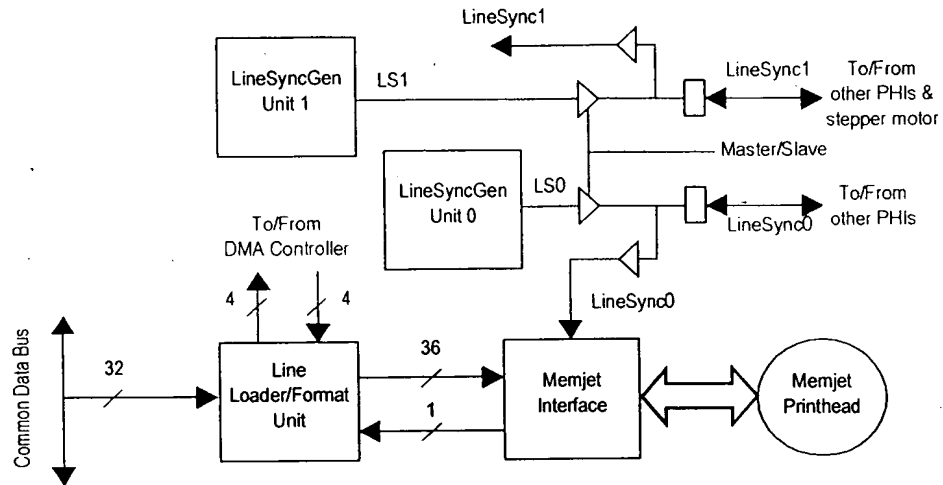 LineSync1
LineSyncGen
Unit 1
LS1
LineSync1
To/From
other PHIs &
stepper motor
Master/Slave
LineSyncGen
Unit 0
LS0
To/From
other PHIs
LineSync0
To/From
DMA Controller
4
4
LineSync0
Common Data Bus
32
Line
Loader/Format
Unit
36
1
Memjet
Interface
Memjet
Printhead